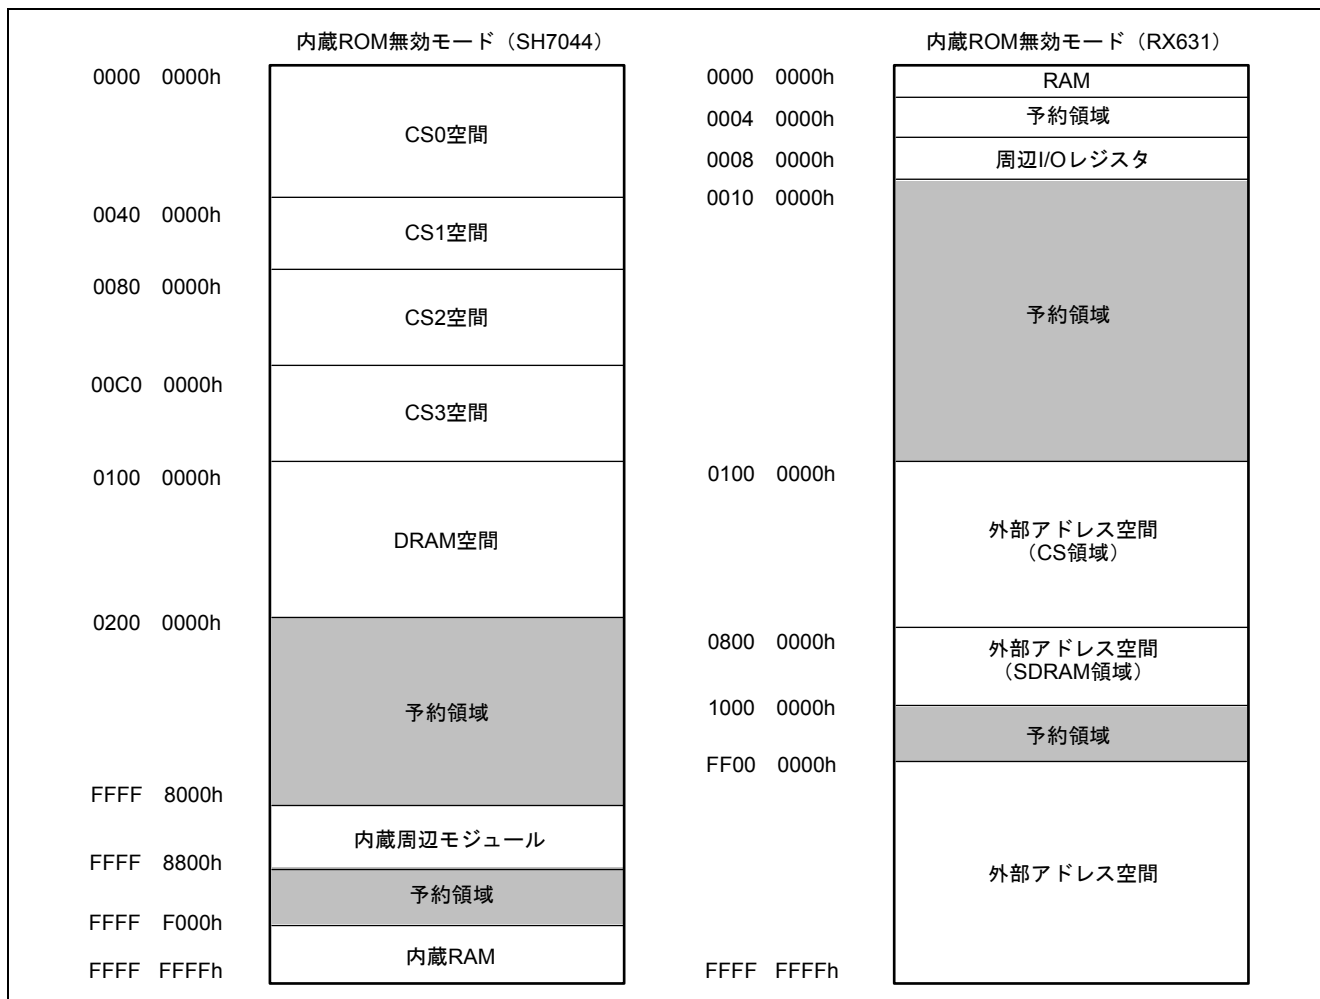 内蔵ROM無効モード（SH7044）
0000 0000h
CS0空間
0040 0000h
CS1空間
0080 0000h
CS2空間
00C0 0000h
CS3空間
0100 0000h
DRAM空間
0200 0000h
予約領域
FFFF 8000h
内蔵周辺モジュール
FFFF 8800h
予約領域
FFFF F000h
内蔵RAM
FFFF FFFFh
内蔵ROM無効モード（RX631）
0000 0000h
RAM
0004 0000h
予約領域
0008 0000h
周辺I/Oレジスタ
0010 0000h
予約領域
0100 0000h
外部アドレス空間
（CS領域）
0800 0000h
外部アドレス空間
（SDRAM領域）
1000 0000h
予約領域
FF00 0000h
外部アドレス空間
FFFF FFFFh